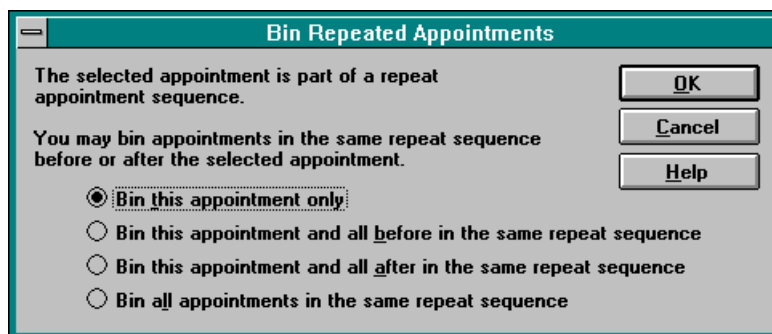 Bin Repeated Appointments
The selected appointment is part of a repeat
appointment sequence.
You may bin appointments in the same repeat sequence
before or after the selected appointment.
Bin this appointment only
Bin this appointment and all before in the same repeat sequence
Bin this appointment and all after in the same repeat sequence
Bin all appointments in the same repeat sequence
OK
Cancel
Help